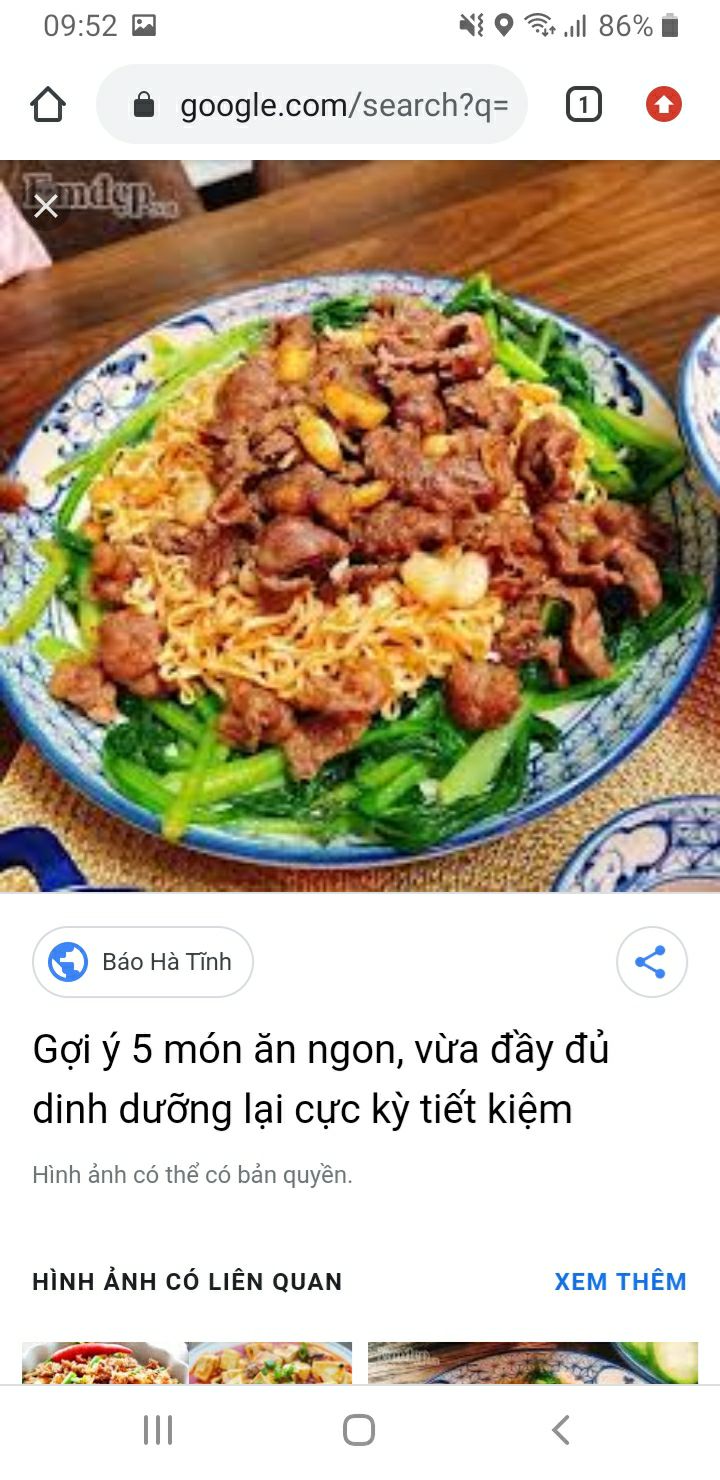 09:52
86%
google.com/search?q=
1
Emdep.vn
Báo Hà Tĩnh
Gợi ý 5 món ăn ngon, vừa đầy đủ
dinh dưỡng lại cực kỳ tiết kiệm
Hình ảnh có thể có bản quyền.
HÌNH ẢNH CÓ LIÊN QUAN
XEM THÊM